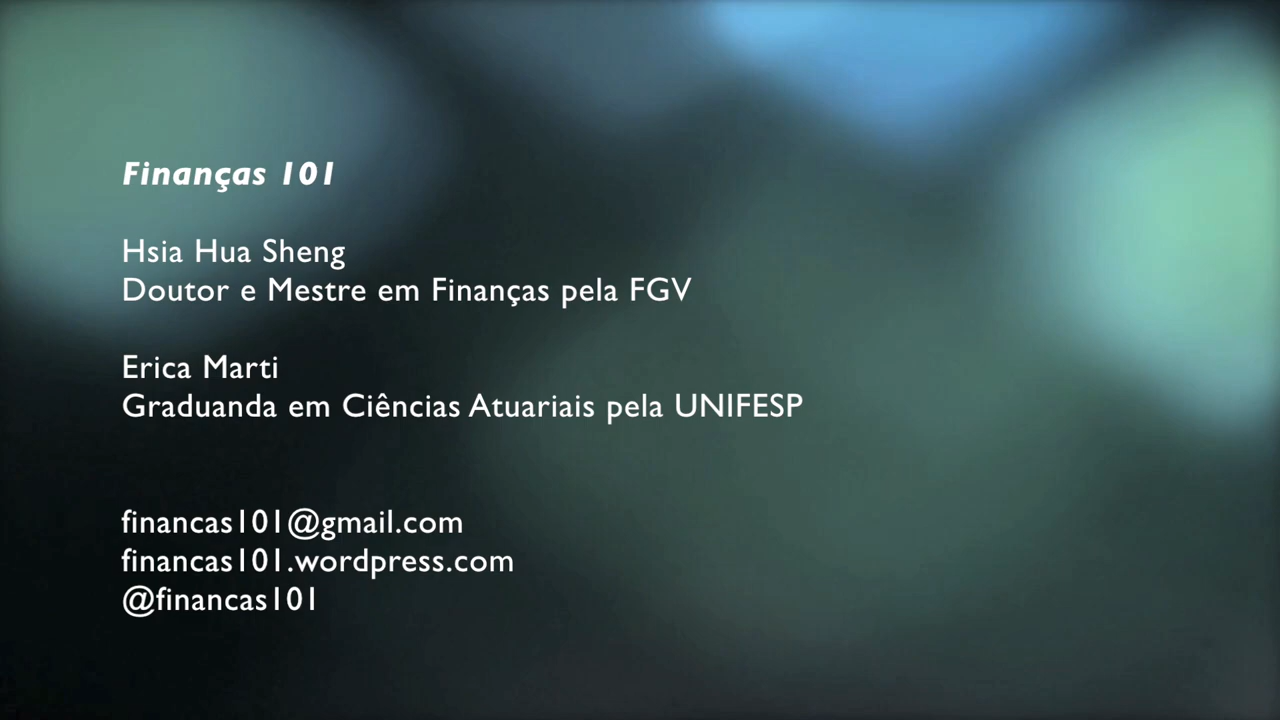 Finanças 101
Hsia Hua Sheng
Doutor e Mestre em Finanças pela FGV
Erica Marti
Graduanda em Ciências Atuariais pela UNIFESP
financas101@gmail.com
financas101.wordpress.com
@financas101